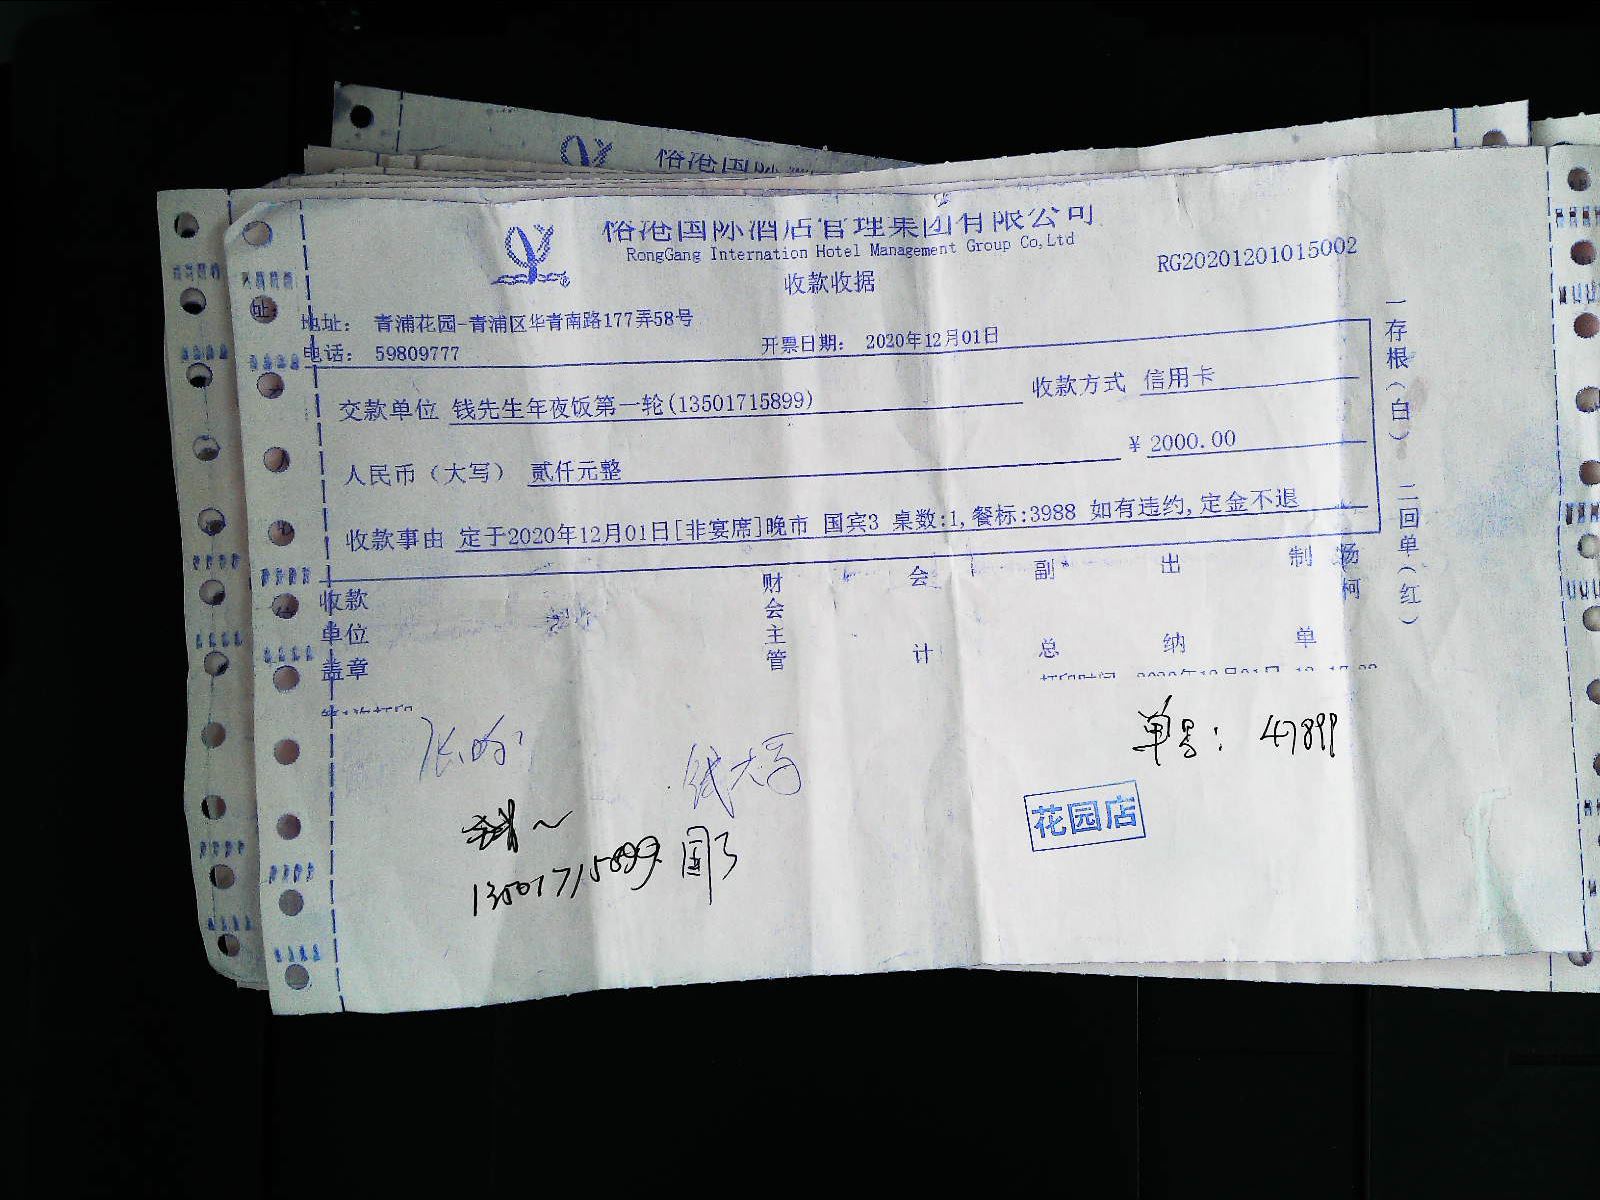 俗港国际酒店管理集团有限公司
RongGang Internation Hotel Management Group Co,Ltd
收款收据
RG20201201015002
地址： 青浦花园-青浦区华青南路177弄58号
电话： 59809777
开票日期： 2020年12月01日
交款单位 钱先生年夜饭第一轮(13501715899)
收款方式 信用卡
人民币（大写） 贰仟元整
¥ 2000.00
收款事由 定于2020年12月01日[非宴席]晚市 国宾3 桌数:1,餐标:3988 如有违约,定金不退
一存根（白） 二回单（红）
收款单位盖章
财会主管
会计
副总
出纳
制单
汤柯
单号： 47899
花园店
13501715899 国3